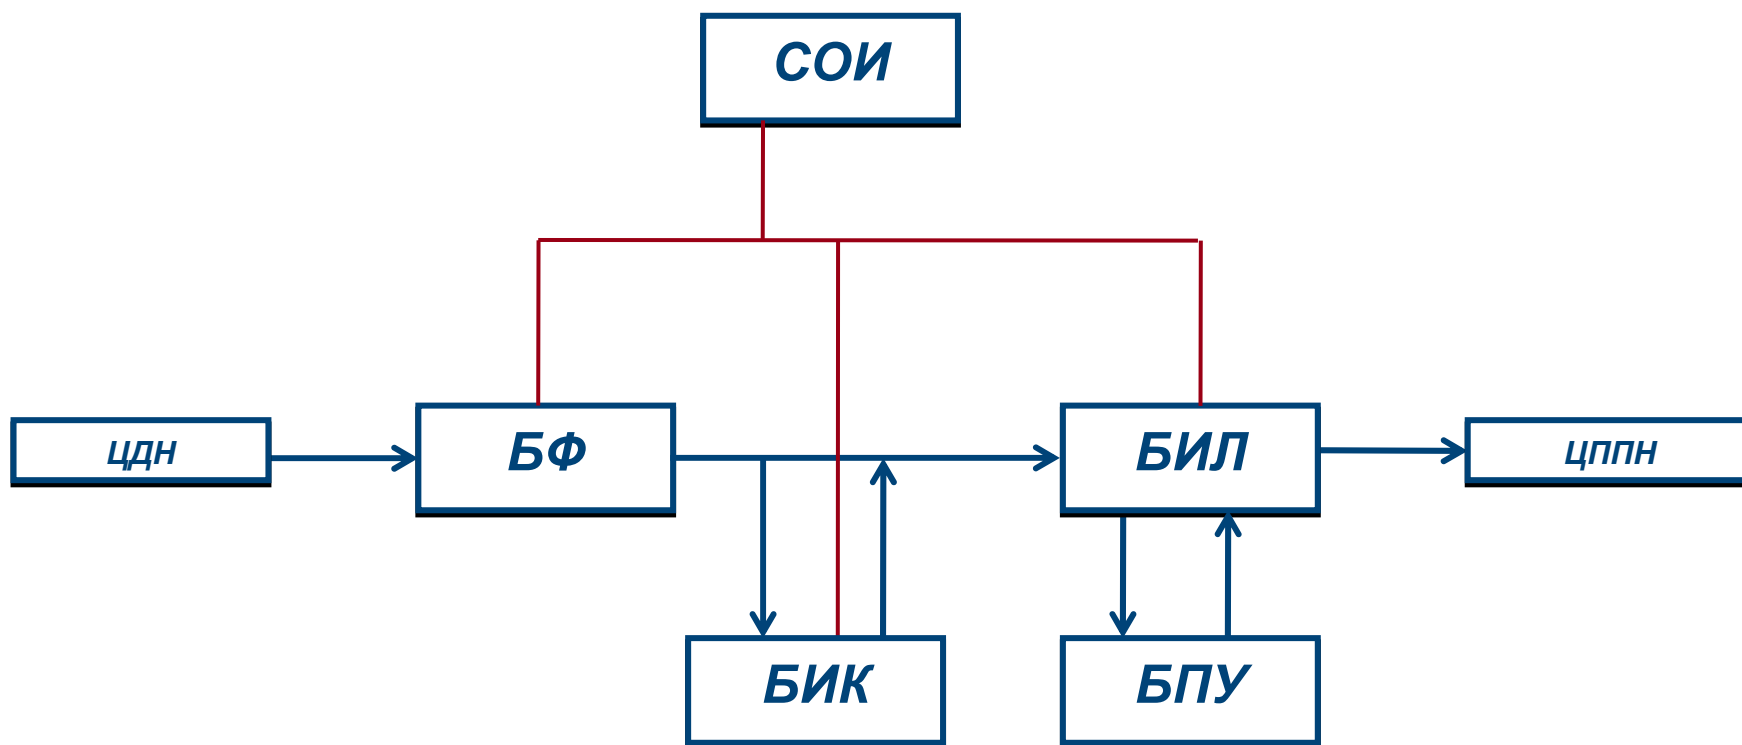 СОИ
ЦДН
БФ
БИЛ
ЦППН
БИК
БПУ